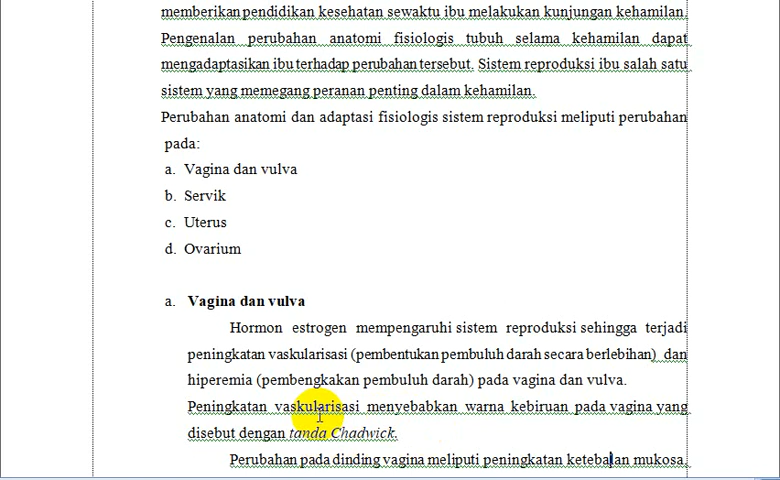 memberikan pendidikan kesehatan sewaktu ibu melakukan kunjungan kehamilan.
Pengenalan perubahan anatomi fisiologis tubuh selama kehamilan dapat
mengadaptasikan ibu terhadap perubahan tersebut. Sistem reproduksi ibu salah satu
sistem yang memegang peranan penting dalam kehamilan.
Perubahan anatomi dan adaptasi fisiologis sistem reproduksi meliputi perubahan
pada:
a. Vagina dan vulva
b. Servik
c. Uterus
d. Ovarium
a. Vagina dan vulva
Hormon estrogen mempengaruhi sistem reproduksi sehingga terjadi
peningkatan vaskularisasi (pembentukan pembuluh darah secara berlebihan) dan
hiperemia (pembengkakan pembuluh darah) pada vagina dan vulva.
Peningkatan vaskularisasi menyebabkan warna kebiruan pada vagina yang
disebut dengan tanda Chadwick.
Perubahan pada dinding vagina meliputi peningkatan ketebalan mukosa,